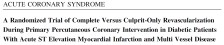 ACUTE CORONARY SYNDROME
A Randomized Trial of Complete Versus Culprit-Only Revascularization
During Primary Percutaneous Coronary Intervention in Diabetic Patients
With Acute ST Elevation Myocardial Infarction and Multi Vessel Disease